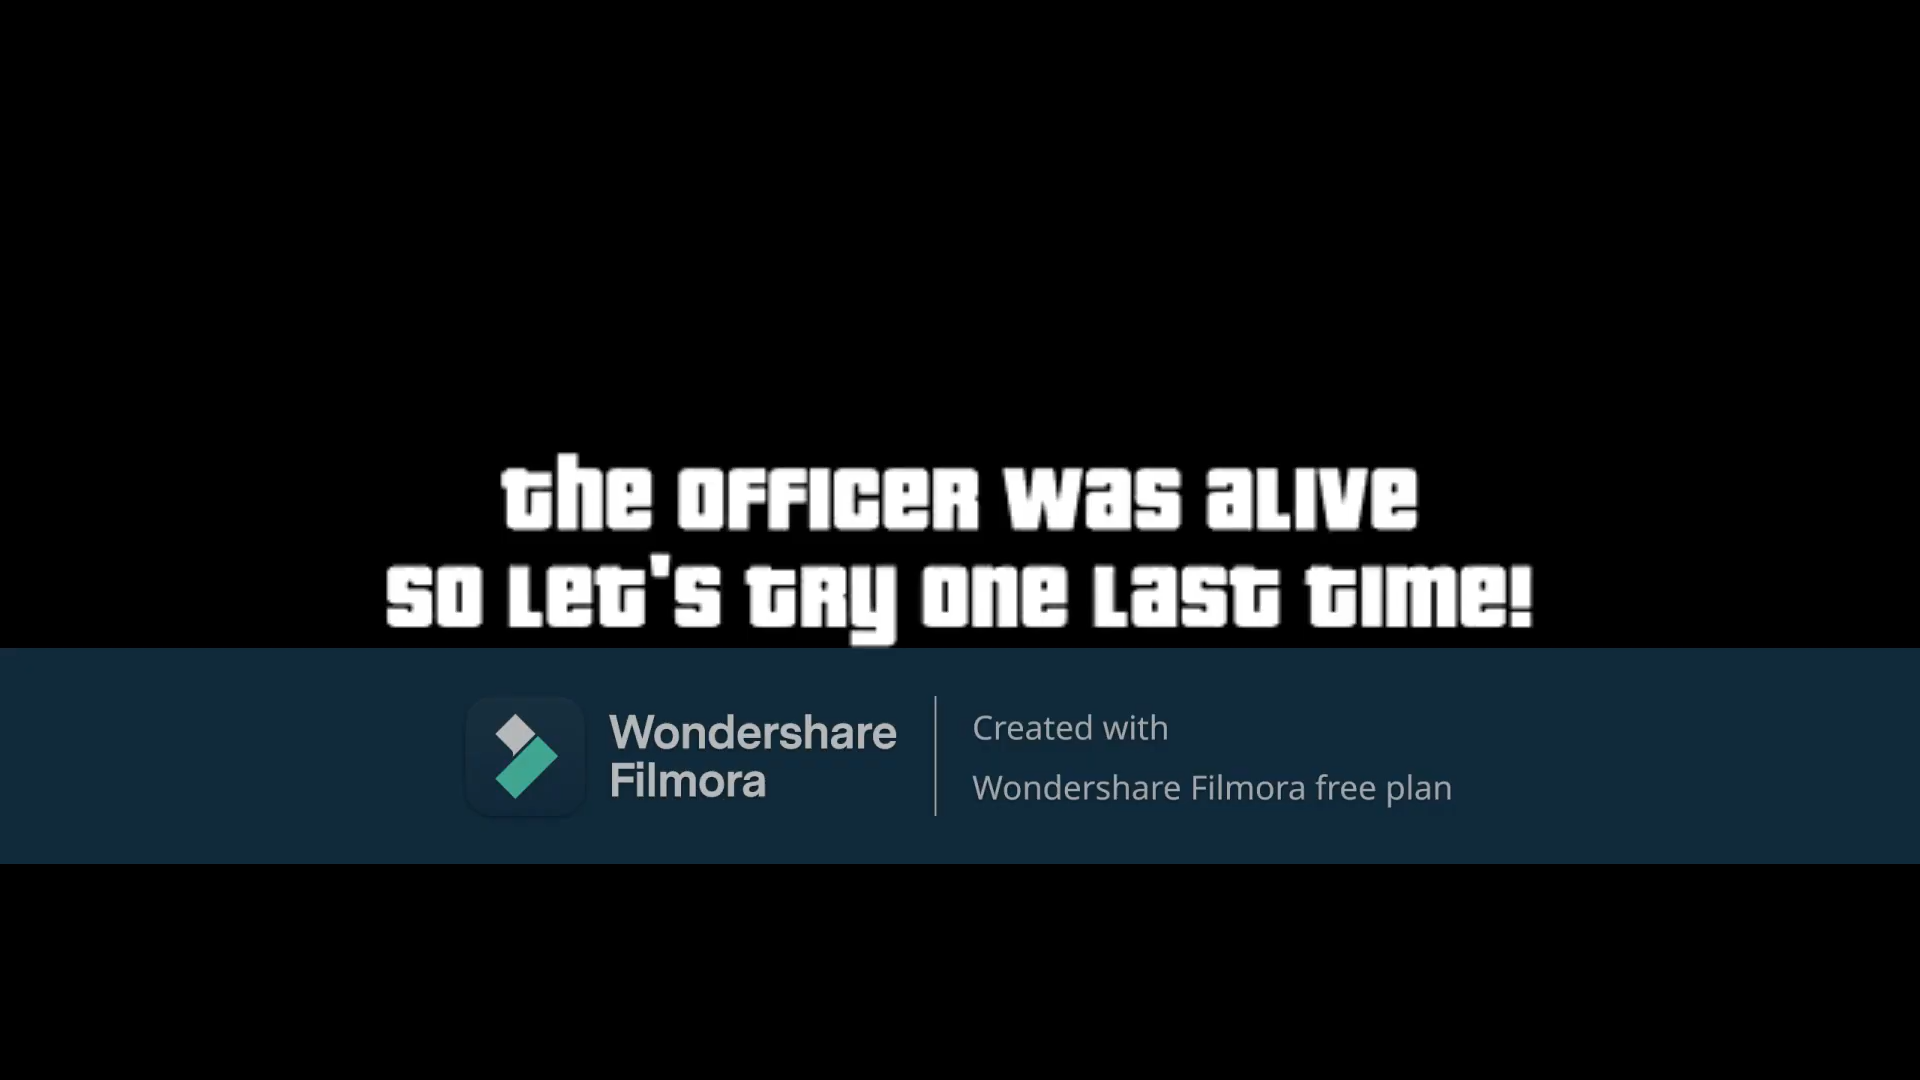 the officer was alive
so let's try one last time!
Wondershare
Filmora
Created with
Wondershare Filmora free plan